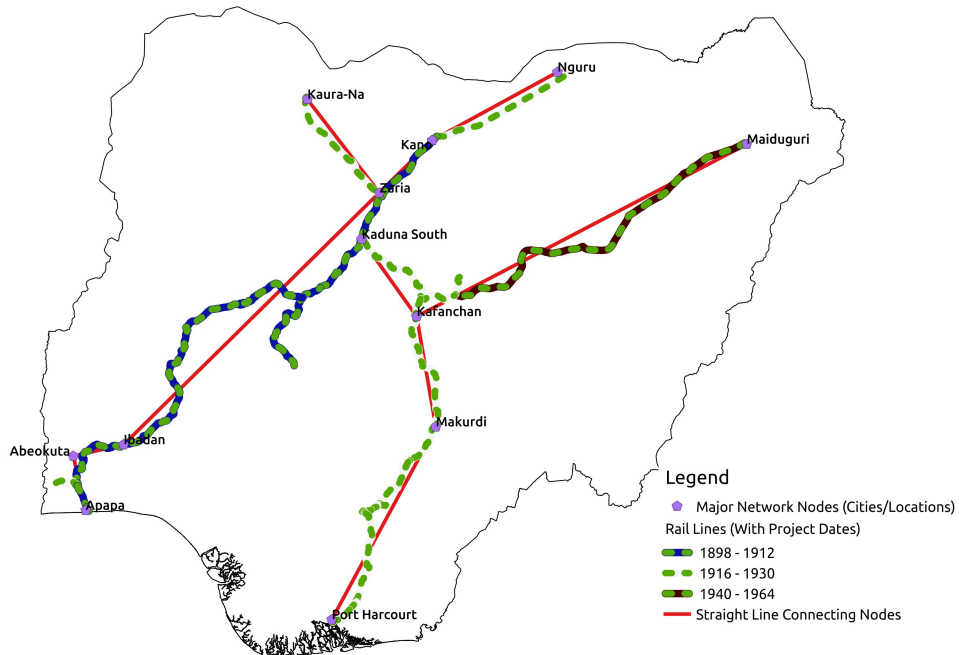 Nguru
Kaura-Na
Kano
Maiduguri
Zaria
Kaduna South
Kafanchan
Makurdi
Ibadan
Abeokuta
Apapa
Port Harcourt
Legend
Major Network Nodes (Cities/Locations)
Rail Lines (With Project Dates)
1898 - 1912
1916 - 1930
1940 - 1964
Straight Line Connecting Nodes